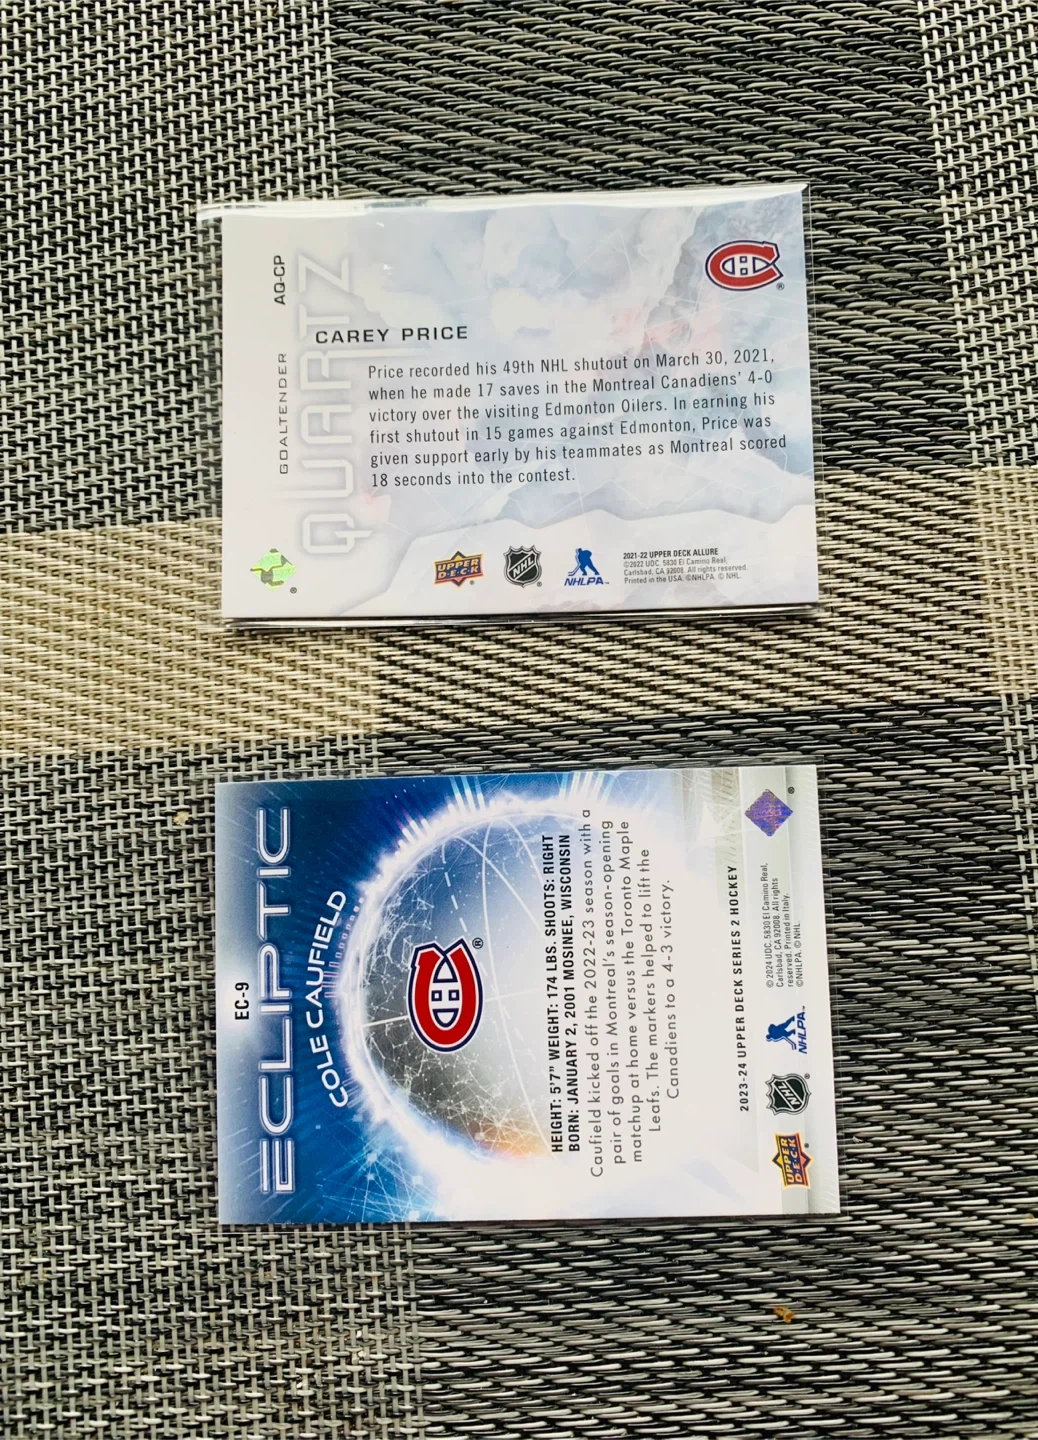 AQ-CP
GOALTENDER
QUARTZ
CAREY PRICE
Price recorded his 49th NHL shutout on March 30, 2021,
when he made 17 saves in the Montreal Canadiens' 4-0
victory over the visiting Edmonton Oilers. In earning his
first shutout in 15 games against Edmonton, Price was
given support early by his teammates as Montreal scored
18 seconds into the contest.
C
H
®
UPPER
DECK
®
NHL
®
NHLPA™
2021-22 UPPER DECK ALLURE
©2022 UDC. 5830 El Camino Real,
Carlsbad, CA 92008. All rights reserved.
Printed in the USA. ©NHLPA. © NHL.
®
EC-9
ECLIPTIC
COLE CAUFIELD
C
H
®
HEIGHT: 5'7" WEIGHT: 174 LBS. SHOOTS: RIGHT
BORN: JANUARY 2, 2001 MOSINEE, WISCONSIN
Caufield kicked off the 2022-23 season with a
pair of goals in Montreal's season-opening
matchup at home versus the Toronto Maple
Leafs. The markers helped to lift the
Canadiens to a 4-3 victory.
2023-24 UPPER DECK SERIES 2 HOCKEY
UPPER
DECK
®
NHL
®
NHLPA™
© 2024 UDC. 5830 El Camino Real,
Carlsbad, CA 92008. All rights
reserved. Printed in Italy.
©NHLPA. © NHL
®